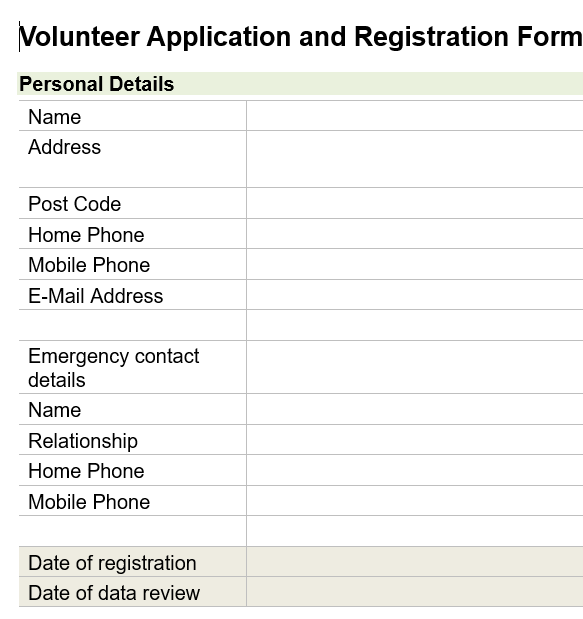 Volunteer Application and Registration Form
Personal Details
Name
Address
Post Code
Home Phone
Mobile Phone
E-Mail Address
Emergency contact
details
Name
Relationship
Home Phone
Mobile Phone
Date of registration
Date of data review